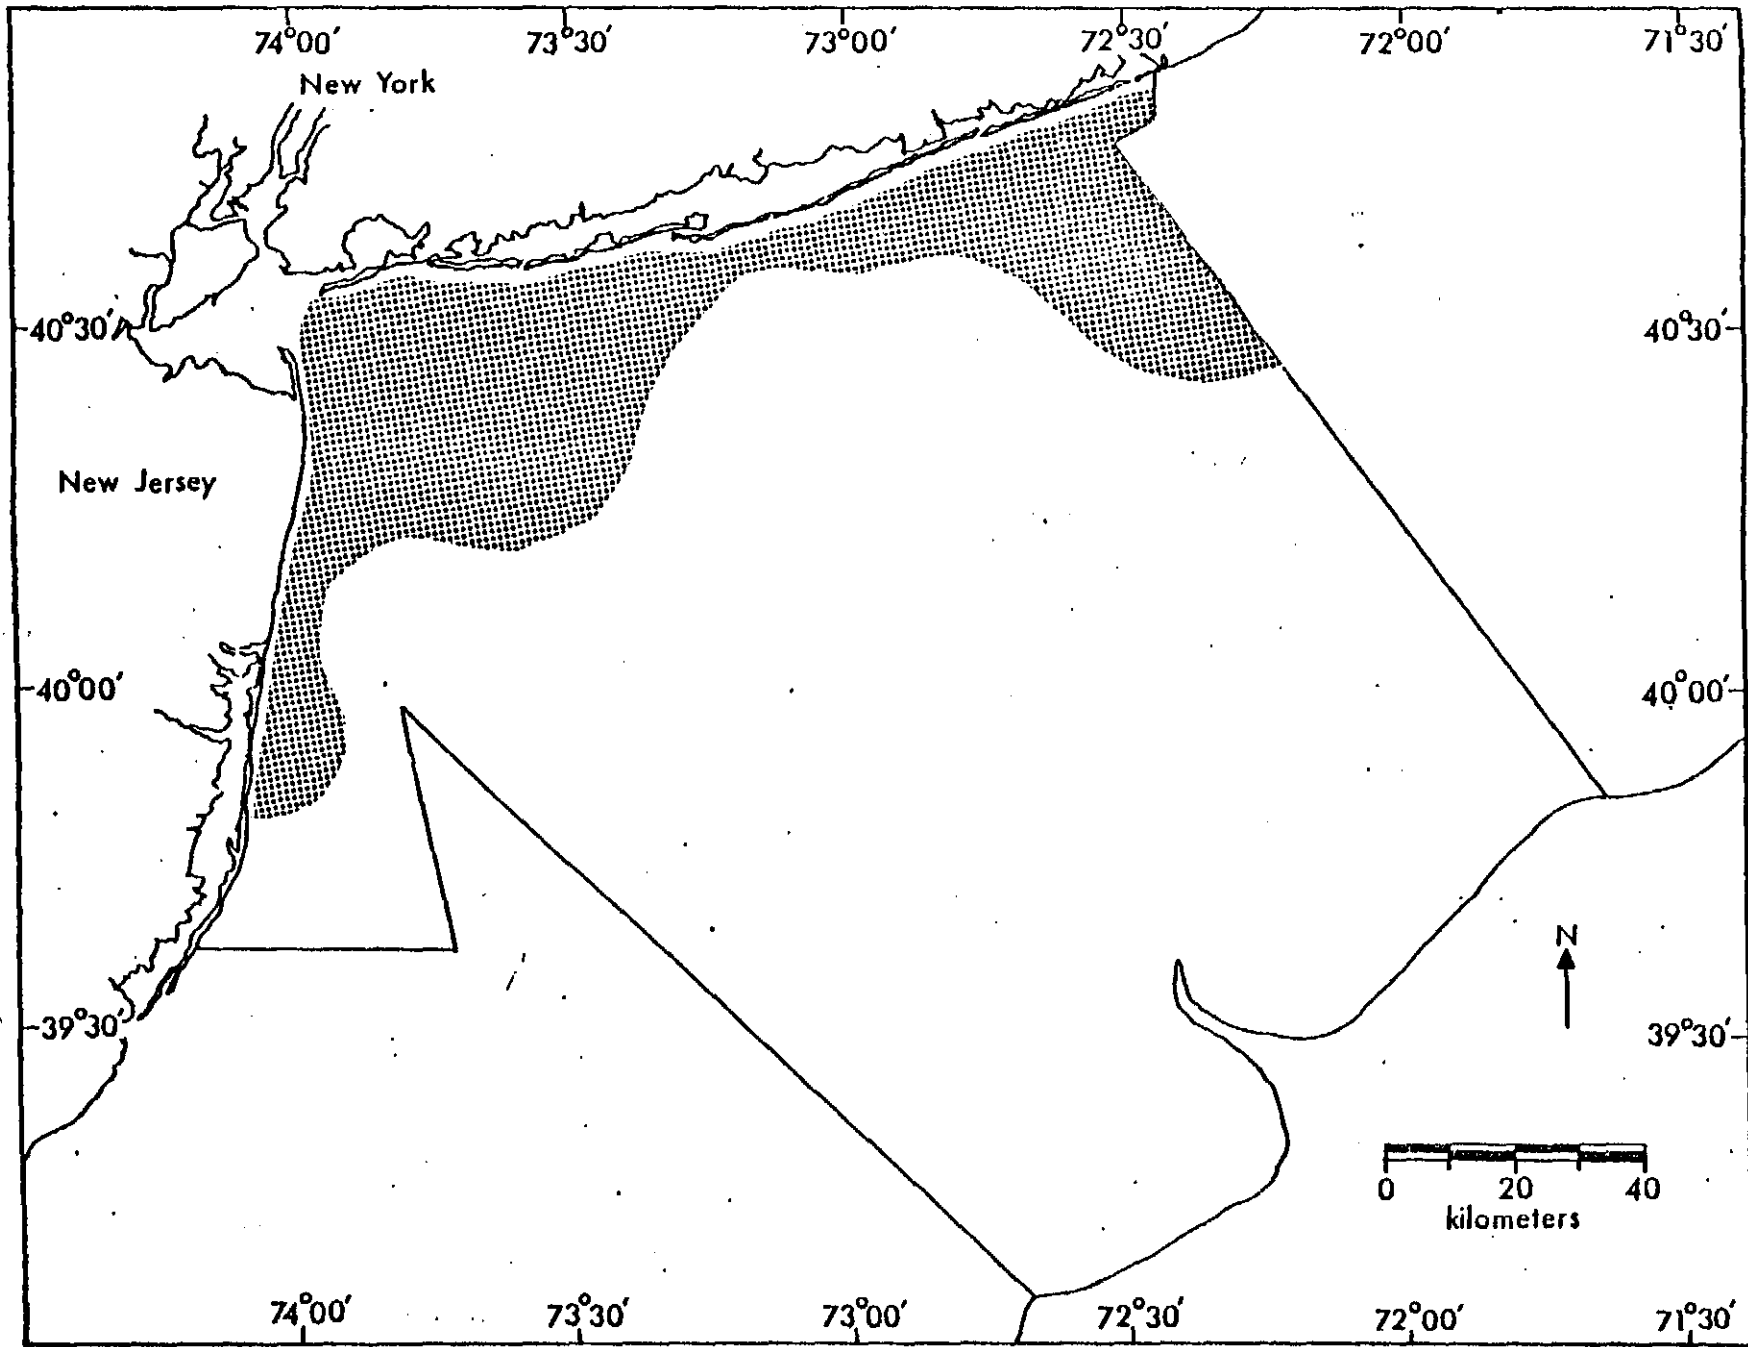 74°00′ 73°30′ 73°00′ 72°30′ 72°00′ 71°30′
New York
40°30′ 40°30′
New Jersey
40°00′ 40°00′
N
39°30′ 39°30′
0 20 40
kilometers
74°00′ 73°30′ 73°00′ 72°30′ 72°00′ 71°30′